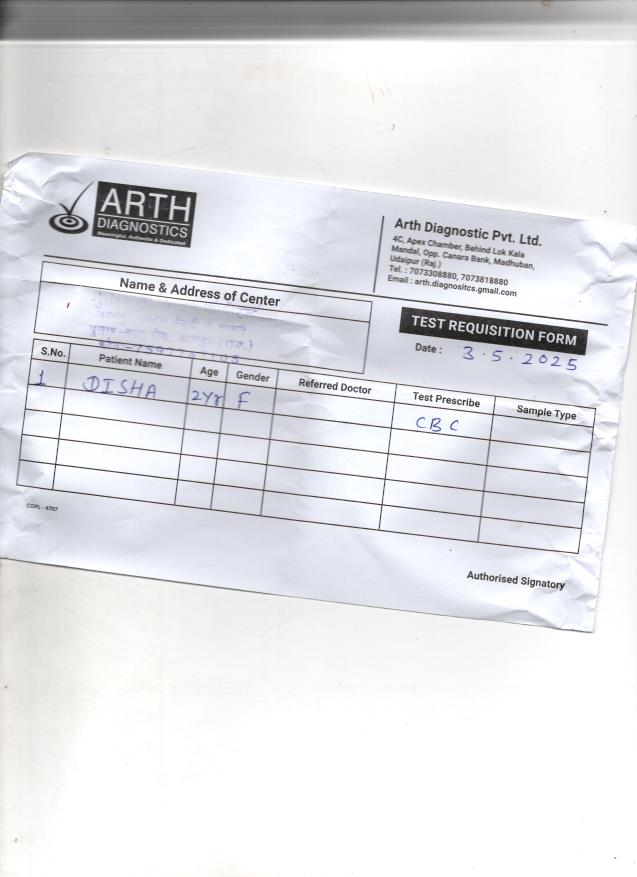 ARTH
DIAGNOSTICS
Meaningful, Authentic & Dedicated
Arth Diagnostic Pvt. Ltd.
4C, Apex Chamber, Behind Lok Kala
Mandal, Opp. Canara Bank, Madhuban,
Udaipur (Raj.)
Tel. : 7073308880, 7073818880
Email : arth.diagnositcs.gmail.com
Name & Address of Center
TEST REQUISITION FORM
Date : 3.5.2025
S.No. Patient Name Age Gender Referred Doctor Test Prescribe Sample Type
1 DISHA 2Yr F CBC
COPL - 4707
Authorised Signatory